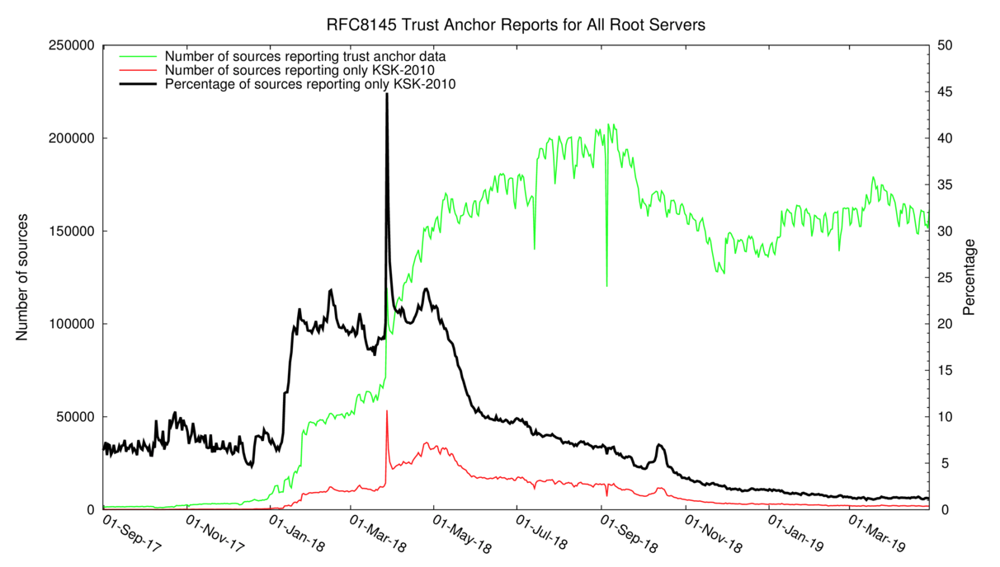 RFC8145 Trust Anchor Reports for All Root Servers
Number of sources reporting trust anchor data
Number of sources reporting only KSK-2010
Percentage of sources reporting only KSK-2010
Number of sources
250000
200000
150000
100000
50000
0
50
45
40
35
30
25
20
15
10
5
0
Percentage
01-Sep-17
01-Nov-17
01-Jan-18
01-Mar-18
01-May-18
01-Jul-18
01-Sep-18
01-Nov-18
01-Jan-19
01-Mar-19